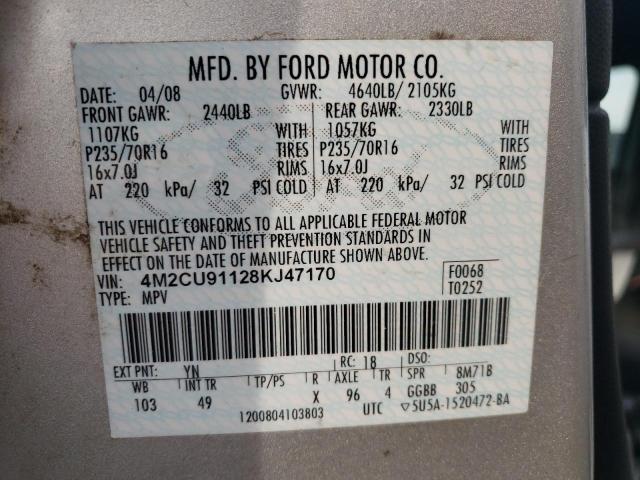 MFD. BY FORD MOTOR CO.
DATE: 04/08 GVWR: 4640LB/ 2105KG
FRONT GAWR: 2440LB REAR GAWR: 2330LB
1107KG WITH 1057KG WITH
P235/70R16 TIRES P235/70R16 TIRES
16x7.0J RIMS 16x7.0J RIMS
AT 220 kPa/ 32 PSI COLD AT 220 kPa/ 32 PSI COLD
THIS VEHICLE CONFORMS TO ALL APPLICABLE FEDERAL MOTOR
VEHICLE SAFETY AND THEFT PREVENTION STANDARDS IN
EFFECT ON THE DATE OF MANUFACTURE SHOWN ABOVE.
VIN: 4M2CU91128KJ47170 F0068
TYPE: MPV T0252
EXT PNT: YN RC: 18 DSO:
WB INT TR TP/PS R AXLE TR SPR 8M71B
103 49 X 96 4 GGBB 305
1200804103803 UTC ▽5U5A-1520472-BA